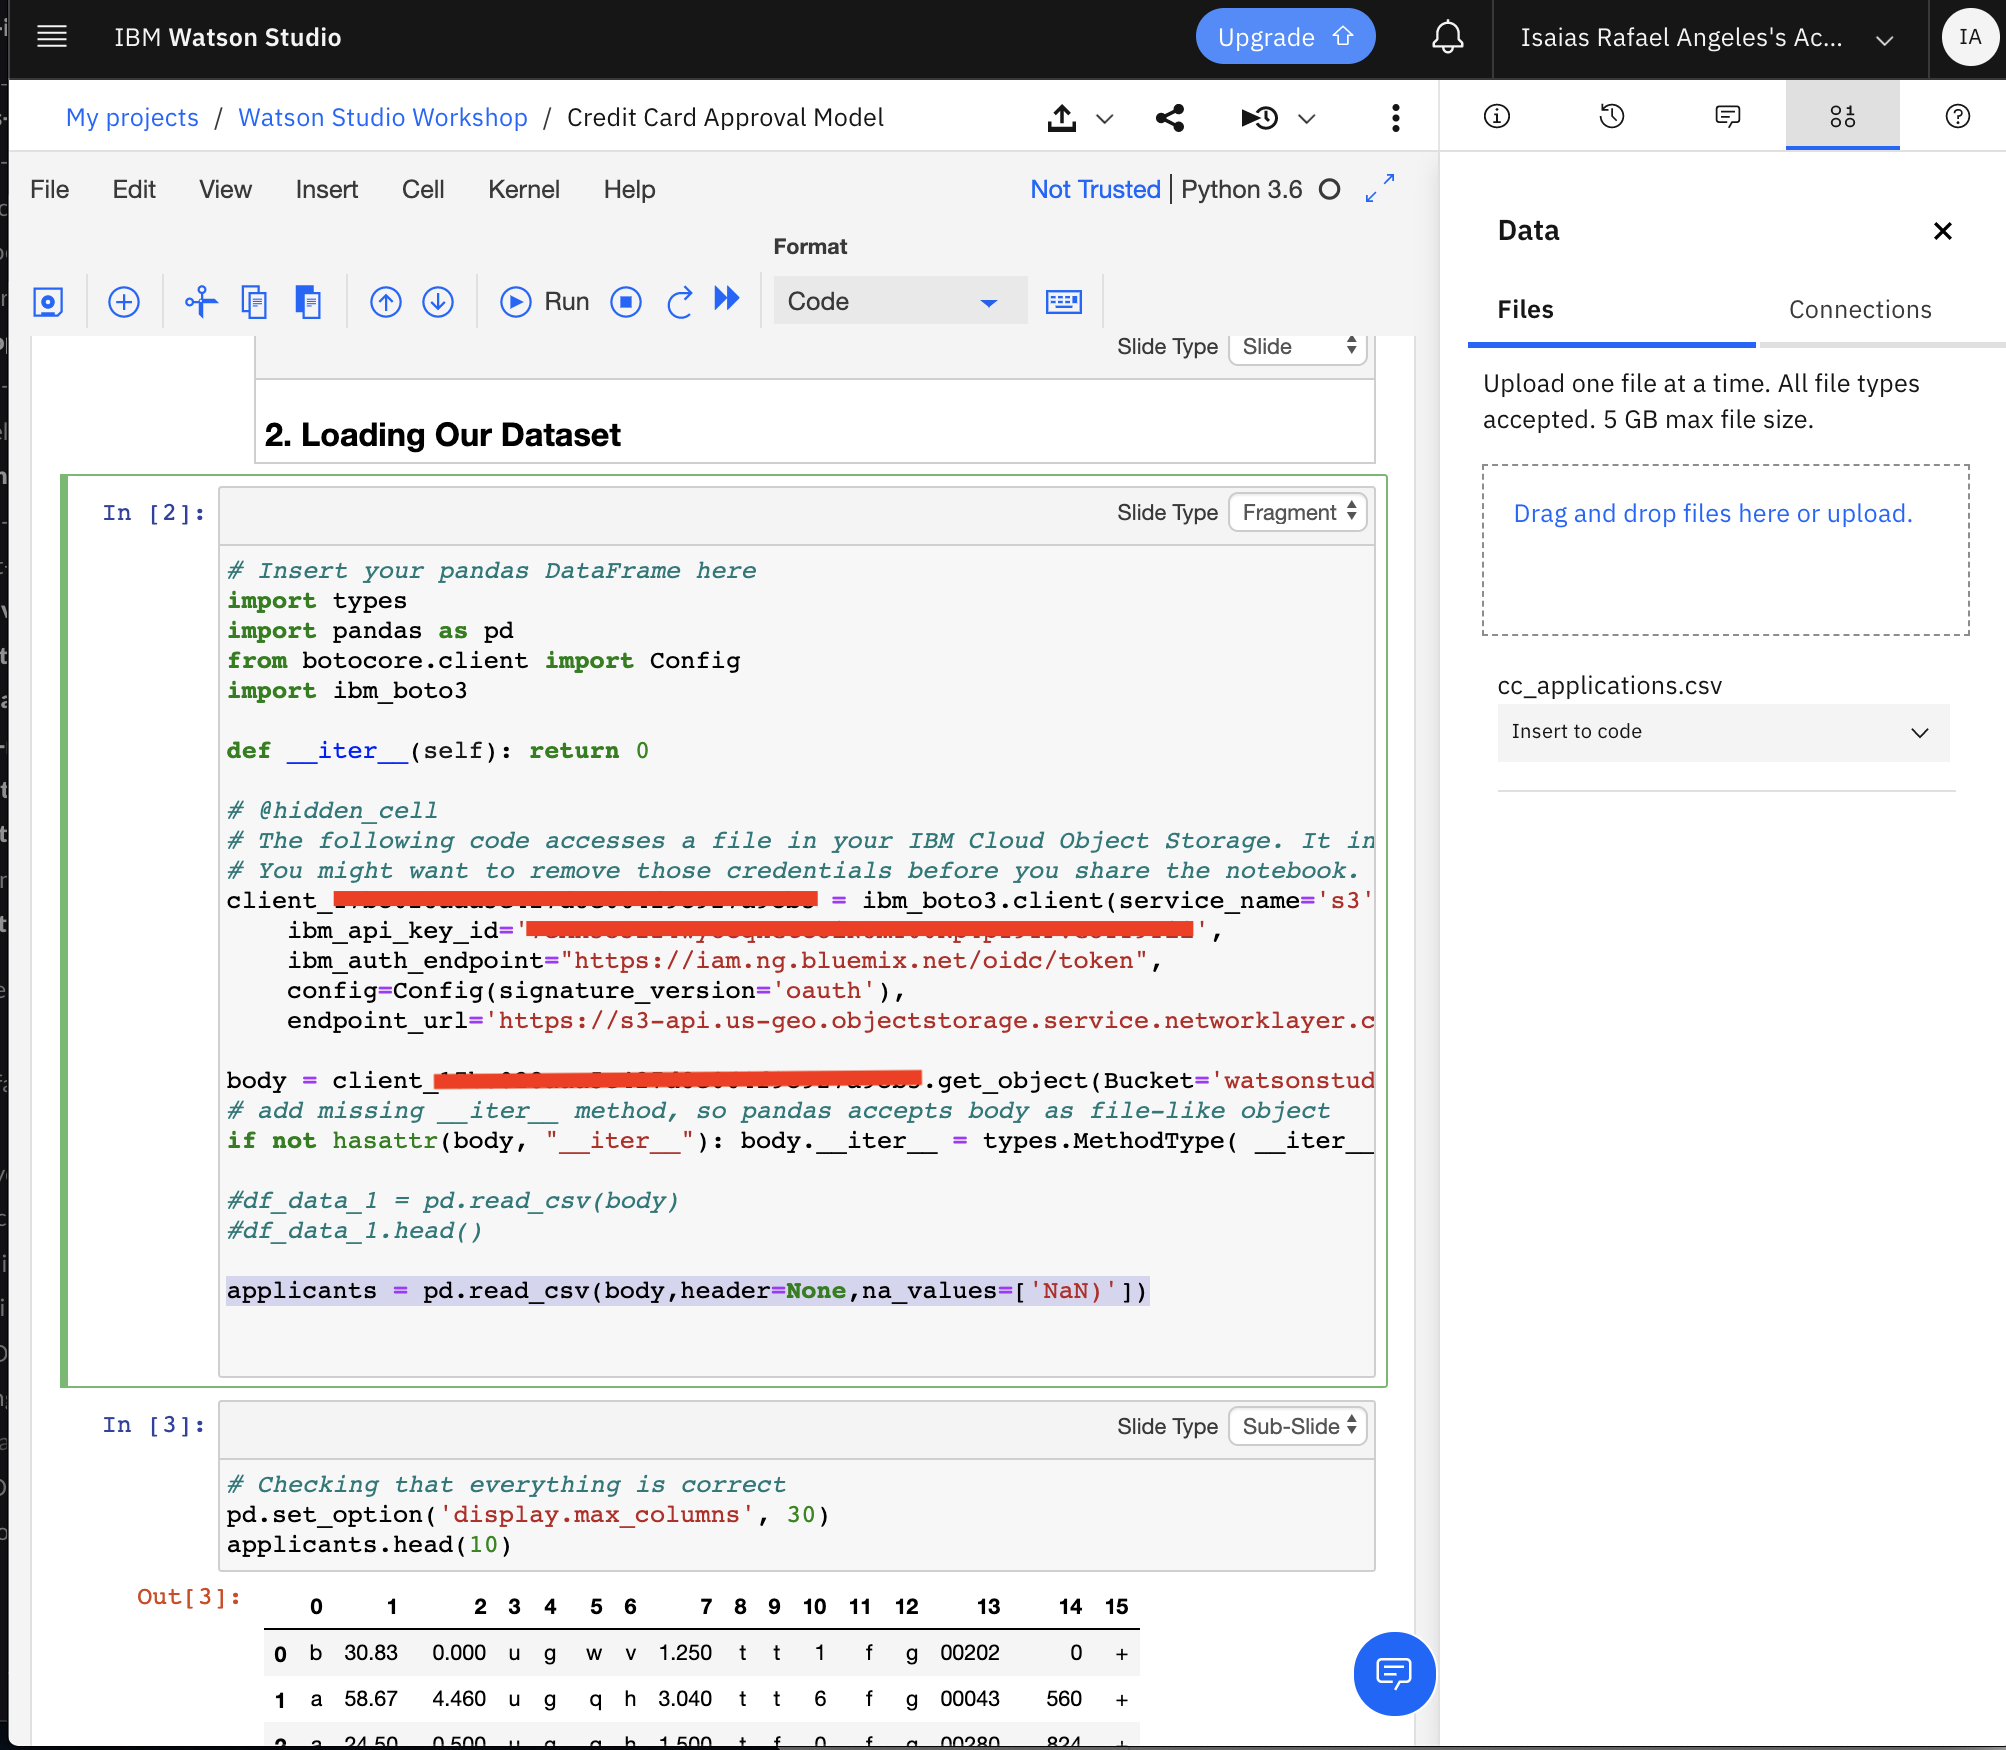 IBM Watson Studio
Upgrade
Isaias Rafael Angeles's Ac...
IA
My projects / Watson Studio Workshop / Credit Card Approval Model
File Edit View Insert Cell Kernel Help
Not Trusted | Python 3.6
Format
Run
Code
Slide Type Slide
2. Loading Our Dataset
In [2]:
Slide Type Fragment
# Insert your pandas DataFrame here
import types
import pandas as pd
from botocore.client import Config
import ibm_boto3
def __iter__(self): return 0
# @hidden_cell
# The following code accesses a file in your IBM Cloud Object Storage. It in
# You might want to remove those credentials before you share the notebook.
client_ = ibm_boto3.client(service_name='s3'
ibm_api_key_id='',
ibm_auth_endpoint="https://iam.ng.bluemix.net/oidc/token",
config=Config(signature_version='oauth'),
endpoint_url='https://s3-api.us-geo.objectstorage.service.networklayer.c
body = client_.get_object(Bucket='watsonstud
# add missing __iter__ method, so pandas accepts body as file-like object
if not hasattr(body, "__iter__"): body.__iter__ = types.MethodType( __iter__
#df_data_1 = pd.read_csv(body)
#df_data_1.head()
applicants = pd.read_csv(body,header=None,na_values=['NaN)'])
In [3]:
Slide Type Sub-Slide
# Checking that everything is correct
pd.set_option('display.max_columns', 30)
applicants.head(10)
Out[3]:
0 1 2 3 4 5 6 7 8 9 10 11 12 13 14 15
0 b 30.83 0.000 u g w v 1.250 t t 1 f g 00202 0 +
1 a 58.67 4.460 u g q h 3.040 t t 6 f g 00043 560 +
2 a 24.50 0.500 u g q h 1.500 t f 0 f g 00280 824 +
Data
Files Connections
Upload one file at a time. All file types
accepted. 5 GB max file size.
Drag and drop files here or upload.
cc_applications.csv
Insert to code